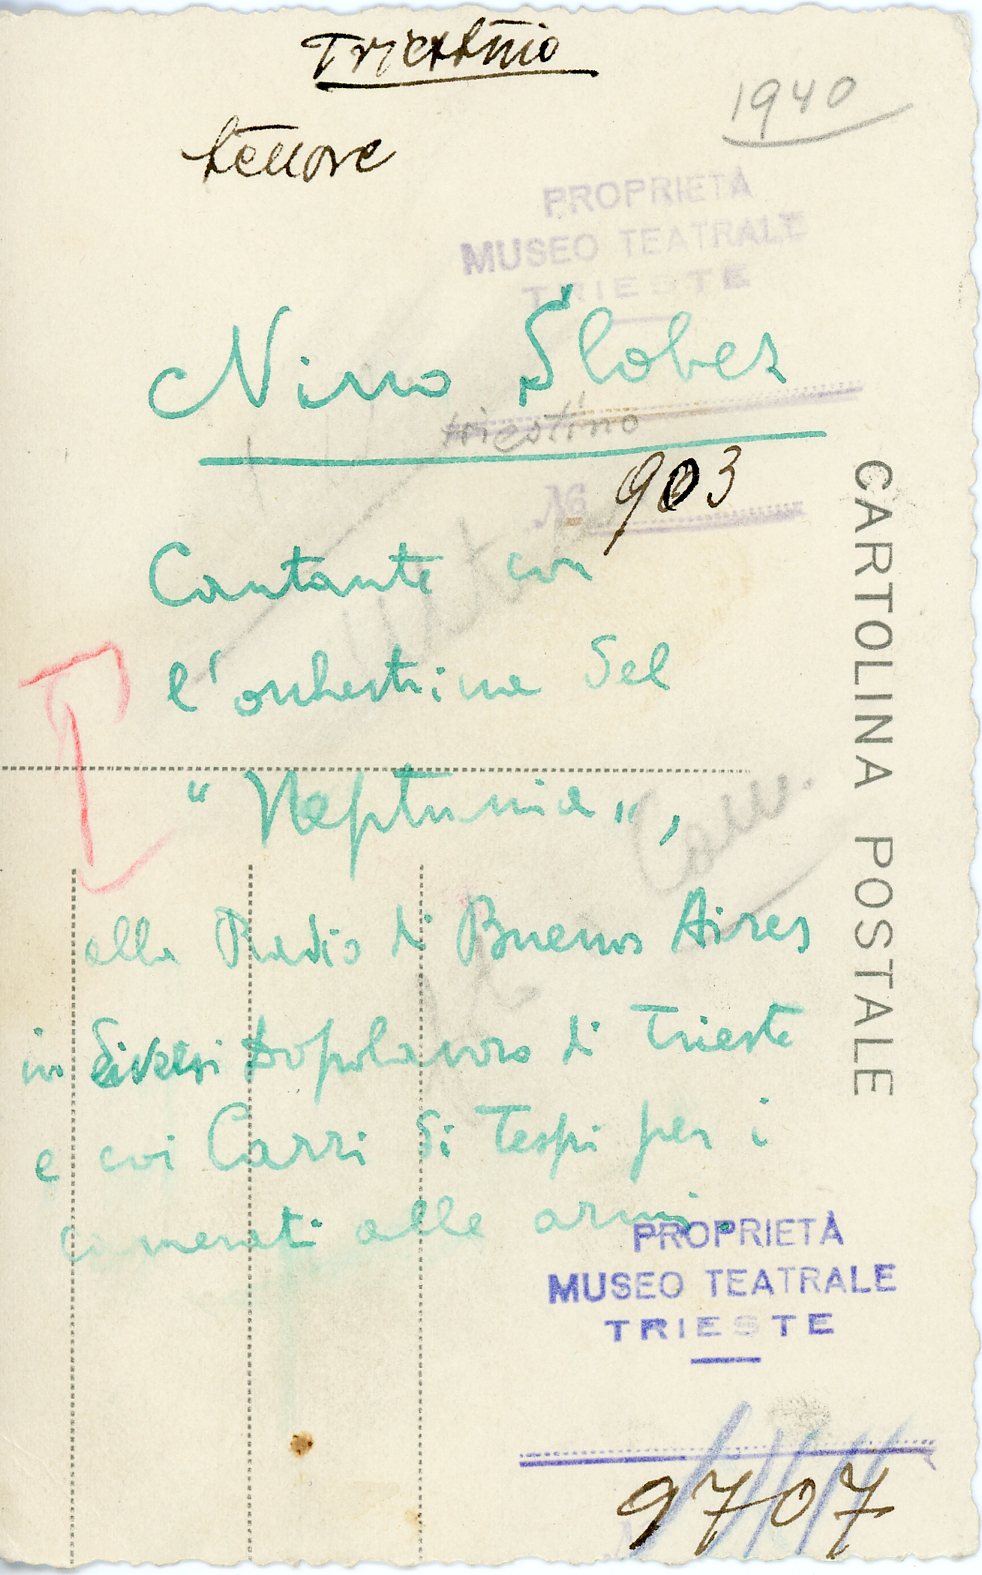 Triestino
1940
tenore
PROPRIETÀ
MUSEO TEATRALE
TRIESTE
Nino Slobez
triestino
№ 903
Cantante con
l'orchestrina del
"Neptunia",
alla Radio di Buenos Aires
in diversi Dopolavoro di Trieste
e coi Carri di Tespi per i
camerati alle armi.
CARTOLINA POSTALE
PROPRIETÀ
MUSEO TEATRALE
TRIESTE
9707